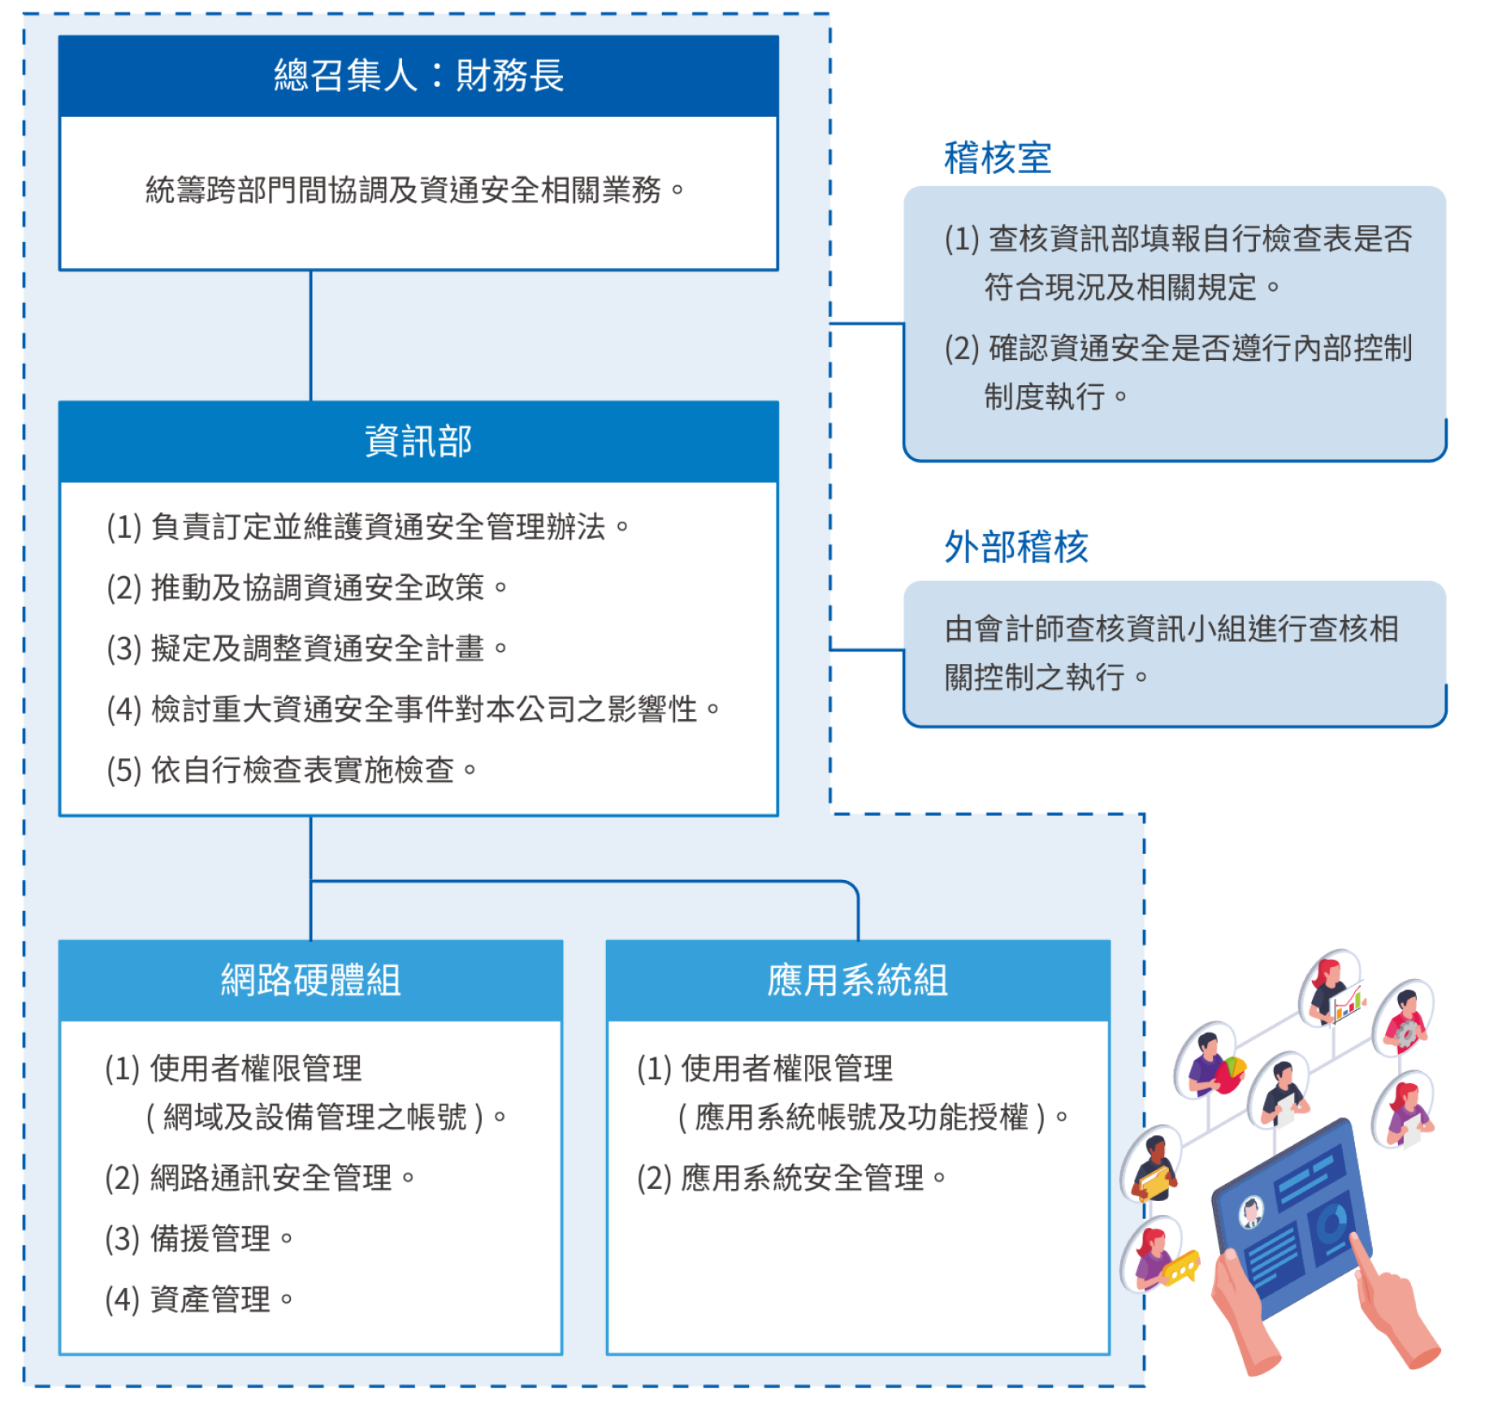 總召集人：財務長
統籌跨部門間協調及資通安全相關業務。
稽核室
(1) 查核資訊部填報自行檢查表是否
符合現況及相關規定。
(2) 確認資通安全是否遵行內部控制
制度執行。
資訊部
(1) 負責訂定並維護資通安全管理辦法。
(2) 推動及協調資通安全政策。
(3) 擬定及調整資通安全計畫。
(4) 檢討重大資通安全事件對本公司之影響性。
(5) 依自行檢查表實施檢查。
外部稽核
由會計師查核資訊小組進行查核相
關控制之執行。
網路硬體組
(1) 使用者權限管理
( 網域及設備管理之帳號 )。
(2) 網路通訊安全管理。
(3) 備援管理。
(4) 資產管理。
應用系統組
(1) 使用者權限管理
( 應用系統帳號及功能授權 )。
(2) 應用系統安全管理。